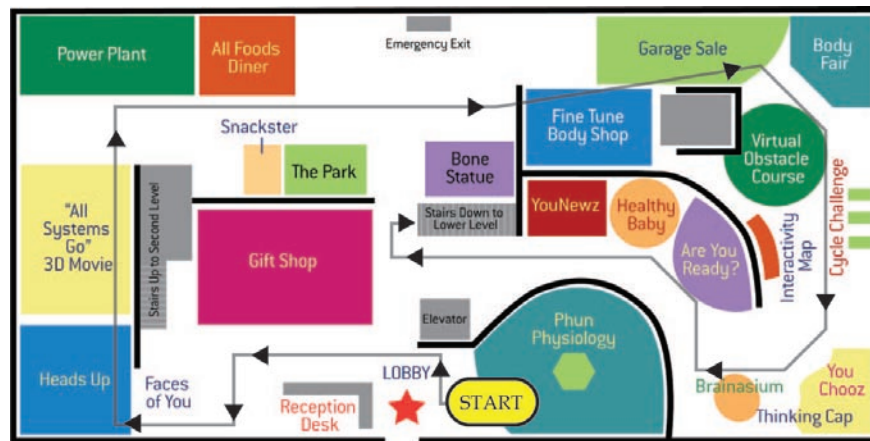 Power Plant
All Foods
Diner
Emergency Exit
Garage Sale
Body
Fair
Snackster
The Park
Bone
Statue
Fine Tune
Body Shop
Virtual
Obstacle
Course
"All
Systems
Go"
3D Movie
Stairs Up to Second Level
Gift Shop
Stairs Down to
Lower Level
YouNewz
Healthy
Baby
Are You
Ready?
Interactivity
Map
Cycle Challenge
Elevator
Phun
Physiology
Heads Up
Faces
of You
LOBBY
START
Reception
Desk
Brainasium
Thinking Cap
You
Chooz